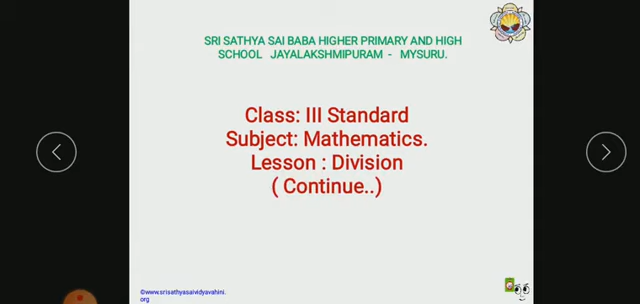 SRI SATHYA SAI BABA HIGHER PRIMARY AND HIGH
SCHOOL JAYALAKSHMIPURAM - MYSURU.
Class: III Standard
Subject: Mathematics.
Lesson : Division
( Continue..)
©www.srisathyasaividyavahini.
org